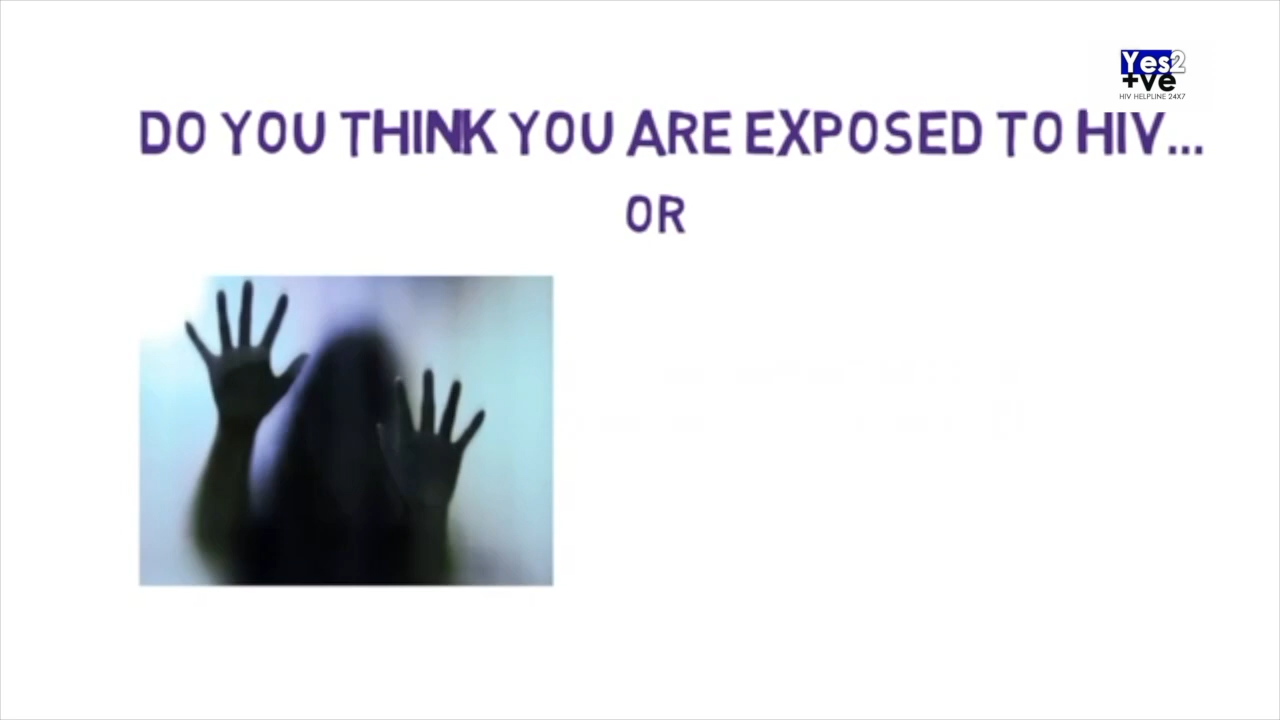 Yes2
+ve
HIV HELPLINE 24X7
DO YOU THINK YOU ARE EXPOSED TO HIV...
OR